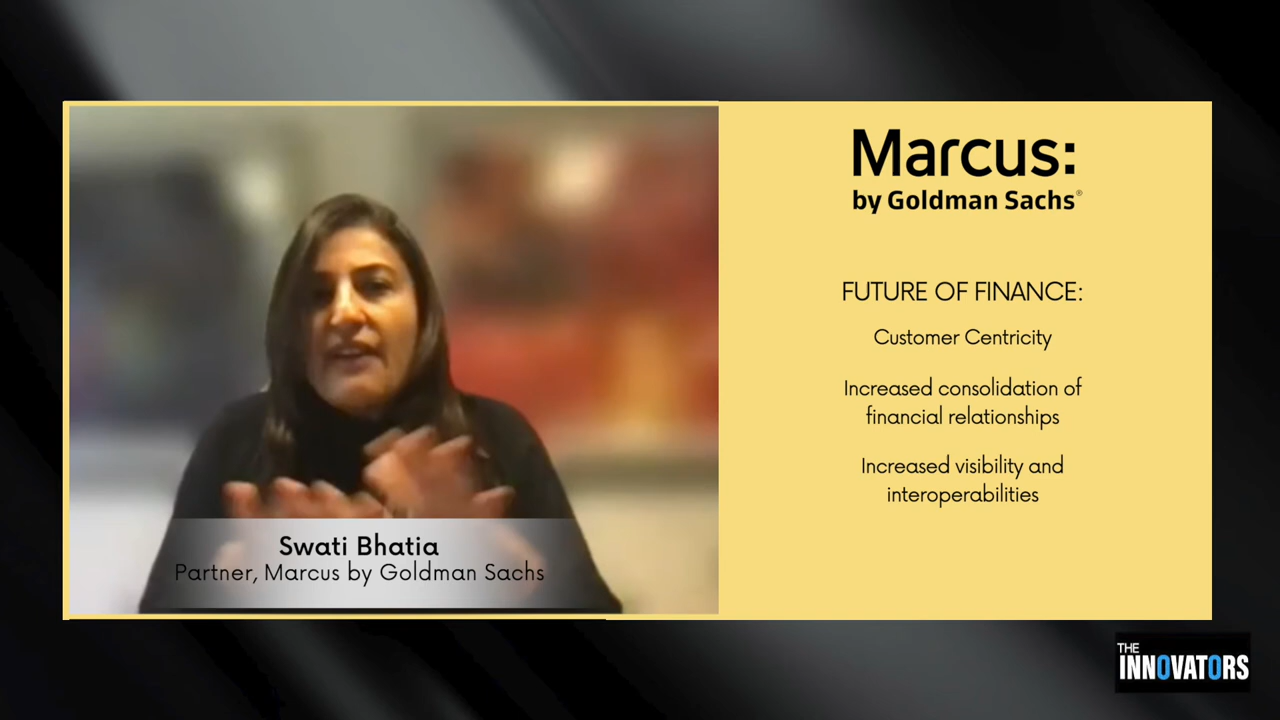 Marcus:
by Goldman Sachs®
FUTURE OF FINANCE:
Customer Centricity
Increased consolidation of
financial relationships
Increased visibility and
interoperabilities
Swati Bhatia
Partner, Marcus by Goldman Sachs
THE
INNOVATORS